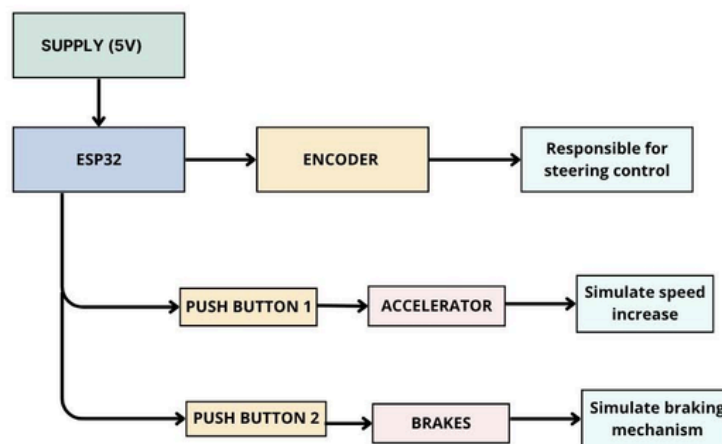 SUPPLY (5V)
ESP32
ENCODER
Responsible for
steering control
PUSH BUTTON 1
ACCELERATOR
Simulate speed
increase
PUSH BUTTON 2
BRAKES
Simulate braking
mechanism